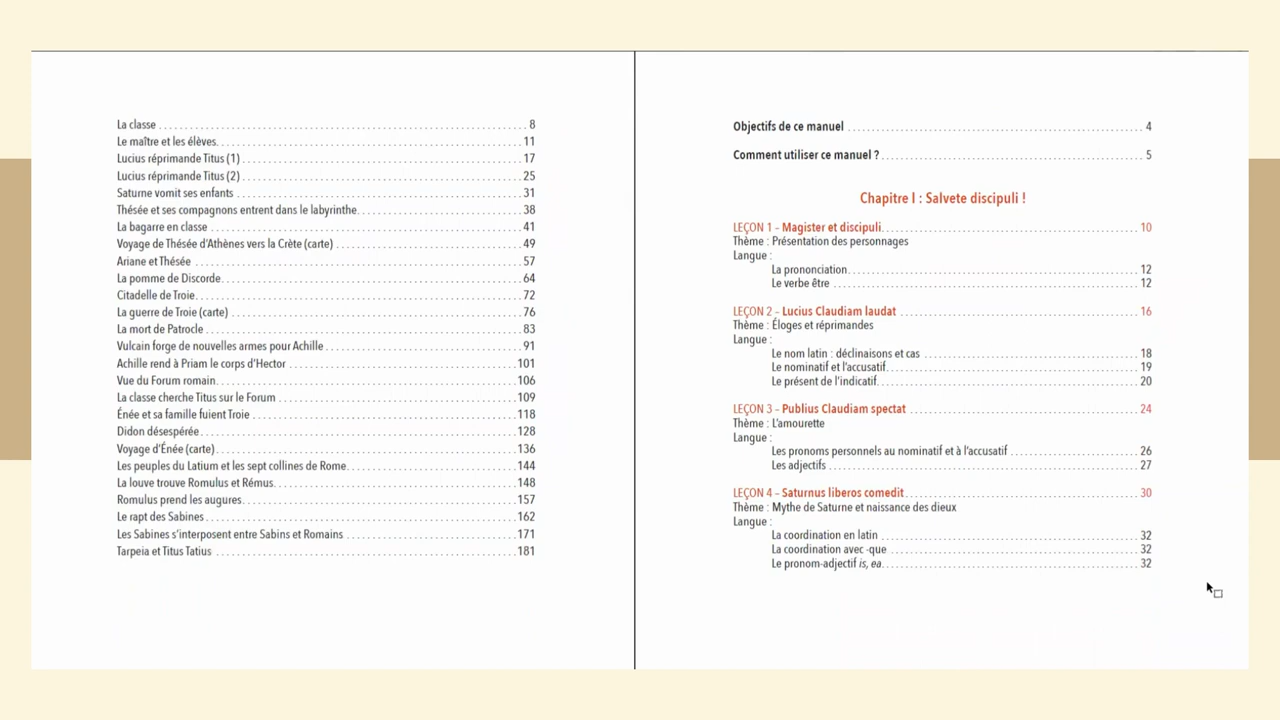 La classe 8
Le maître et les élèves. 11
Lucius réprimande Titus (1) 17
Lucius réprimande Titus (2) 25
Saturne vomit ses enfants 31
Thésée et ses compagnons entrent dans le labyrinthe. 38
La bagarre en classe 41
Voyage de Thésée d'Athènes vers la Crète (carte) 49
Ariane et Thésée 57
La pomme de Discorde. 64
Citadelle de Troie. 72
La guerre de Troie (carte) 76
La mort de Patrocle 83
Vulcain forge de nouvelles armes pour Achille 91
Achille rend à Priam le corps d'Hector 101
Vue du Forum romain. 106
La classe cherche Titus sur le Forum 109
Énée et sa famille fuient Troie 118
Didon désespérée 128
Voyage d'Énée (carte) 136
Les peuples du Latium et les sept collines de Rome. 144
La louve trouve Romulus et Rémus. 148
Romulus prend les augures. 157
Le rapt des Sabines 162
Les Sabines s'interposent entre Sabins et Romains 171
Tarpeia et Titus Tatius 181
Objectifs de ce manuel 4
Comment utiliser ce manuel ? 5
Chapitre I : Salvete discipuli !
LEÇON 1 – Magister et discipuli. 10
Thème : Présentation des personnages
Langue :
La prononciation. 12
Le verbe être 12
LEÇON 2 – Lucius Claudiam laudat 16
Thème : Éloges et réprimandes
Langue :
Le nom latin : déclinaisons et cas 18
Le nominatif et l'accusatif. 19
Le présent de l'indicatif. 20
LEÇON 3 – Publius Claudiam spectat 24
Thème : L'amourette
Langue :
Les pronoms personnels au nominatif et à l'accusatif 26
Les adjectifs 27
LEÇON 4 – Saturnus liberos comedit. 30
Thème : Mythe de Saturne et naissance des dieux
Langue :
La coordination en latin 32
La coordination avec -que 32
Le pronom-adjectif is, ea. 32